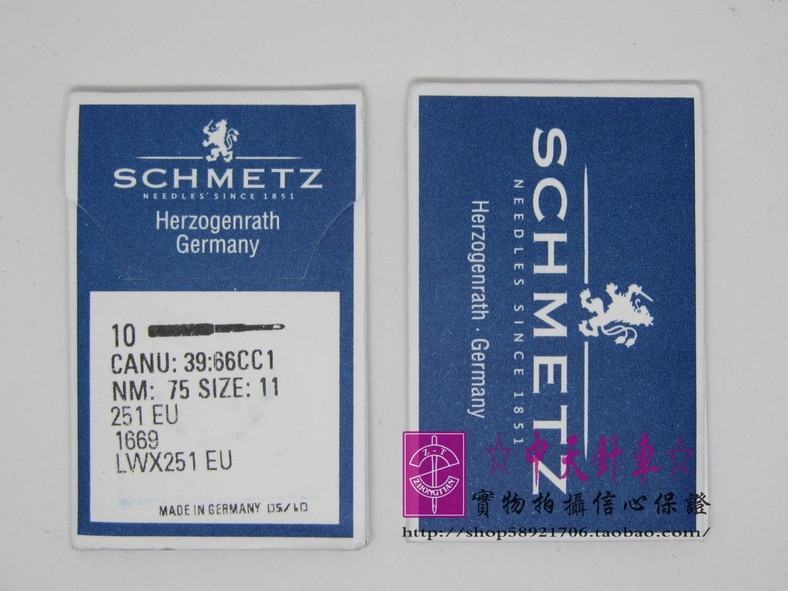 SCHMETZ
NEEDLES SINCE 1851
Herzogenrath
Germany
10
CANU: 39:66CC1
NM: 75 SIZE: 11
251 EU
1669
LWX251 EU
MADE IN GERMANY 05/10
SCHMETZ
NEEDLES SINCE 1851
Herzogenrath · Germany
Z.T
ZHONGTIAN
☆中天針車☆
實物拍攝信心保證
http://shop58921706.taobao.com/